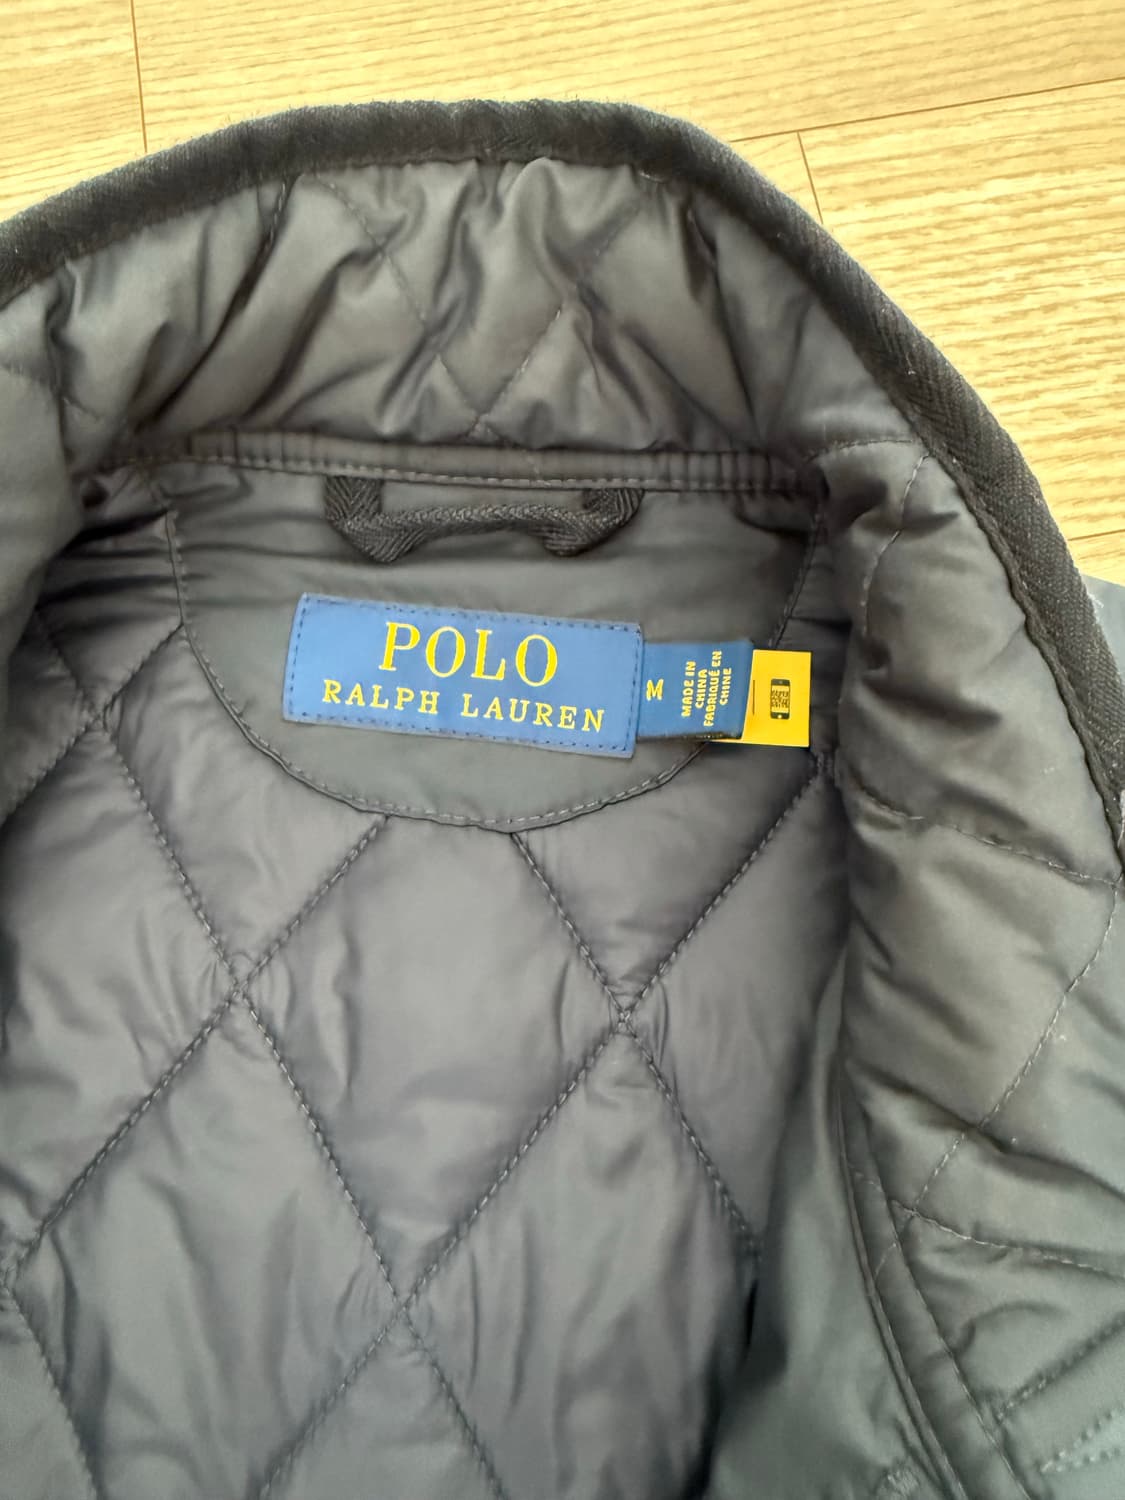 POLO
RALPH LAUREN
M
MADE IN
CHINA
FABRIQUÉ EN
CHINE